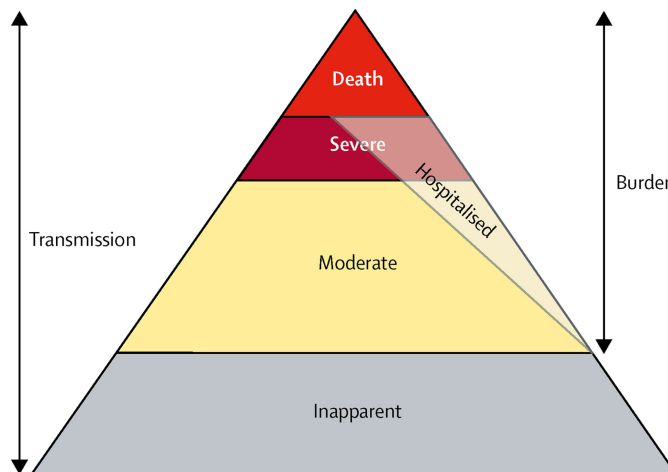 Death
Severe
Hospitalised
Burden
Transmission
Moderate
Inapparent